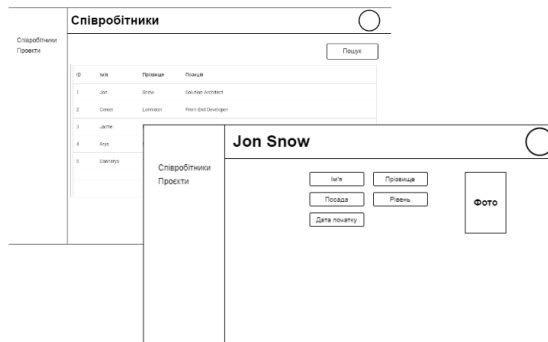 Співробітники
Співробітники
Проекти
Пошук
ID Ім'я Прізвище Позиція
1 Jon Snow Solution Architect
2 Cersei Lannister Front End Developer
3 Jaime
4 Arya
5 Daenerys
Jon Snow
Співробітники
Проєкти
Ім'я Прізвище
Посада Рівень
Дата початку
Фото